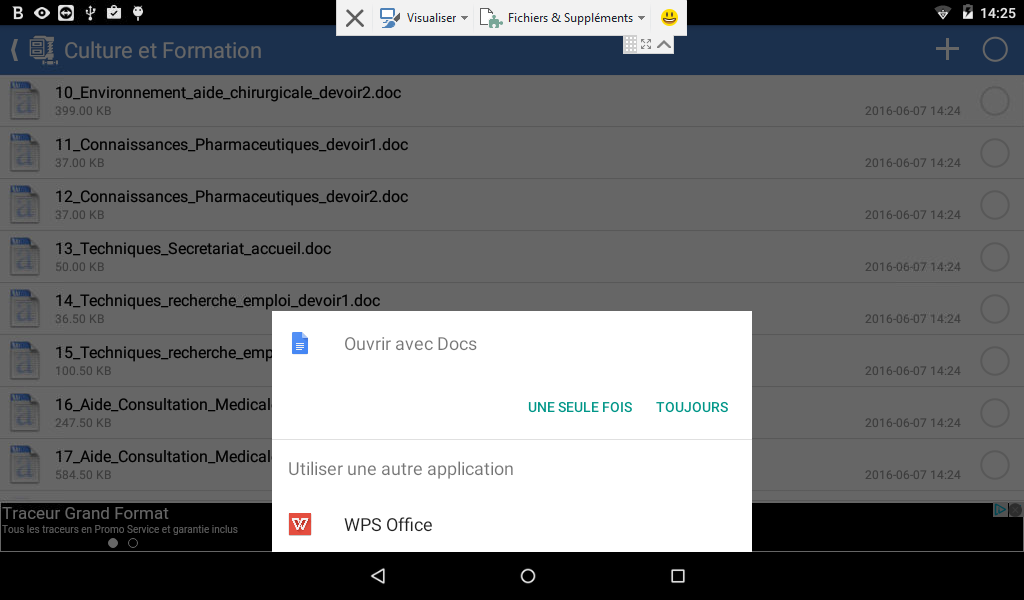 B
14:25
Visualiser
Fichiers & Suppléments
Culture et Formation
10_Environnement_aide_chirurgicale_devoir2.doc
399.00 KB
2016-06-07 14:24
11_Connaissances_Pharmaceutiques_devoir1.doc
37.00 KB
2016-06-07 14:24
12_Connaissances_Pharmaceutiques_devoir2.doc
37.00 KB
2016-06-07 14:24
13_Techniques_Secretariat_accueil.doc
50.00 KB
2016-06-07 14:24
14_Techniques_recherche_emploi_devoir1.doc
36.50 KB
2016-06-07 14:24
15_Techniques_recherche_emp
100.50 KB
2016-06-07 14:24
16_Aide_Consultation_Medical
247.50 KB
2016-06-07 14:24
17_Aide_Consultation_Medical
584.50 KB
2016-06-07 14:24
Ouvrir avec Docs
UNE SEULE FOIS
TOUJOURS
Utiliser une autre application
WPS Office
Traceur Grand Format
Tous les traceurs en Promo Service et garantie inclus